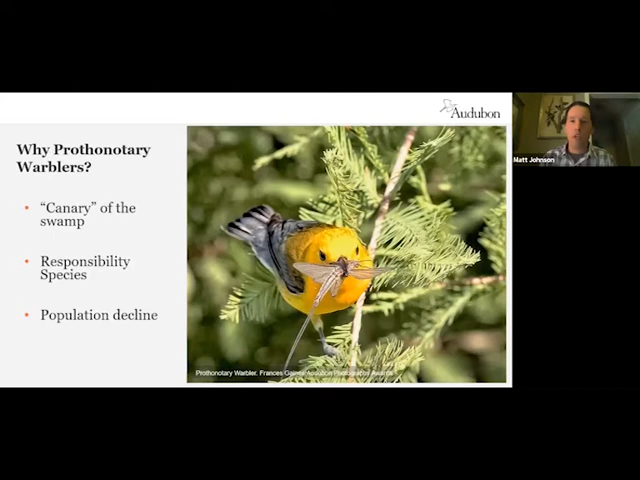 Audubon
Why Prothonotary
Warblers?
• "Canary" of the
swamp
• Responsibility
Species
• Population decline
Prothonotary Warbler. Frances Audubon Photography Awards
Matt Johnson